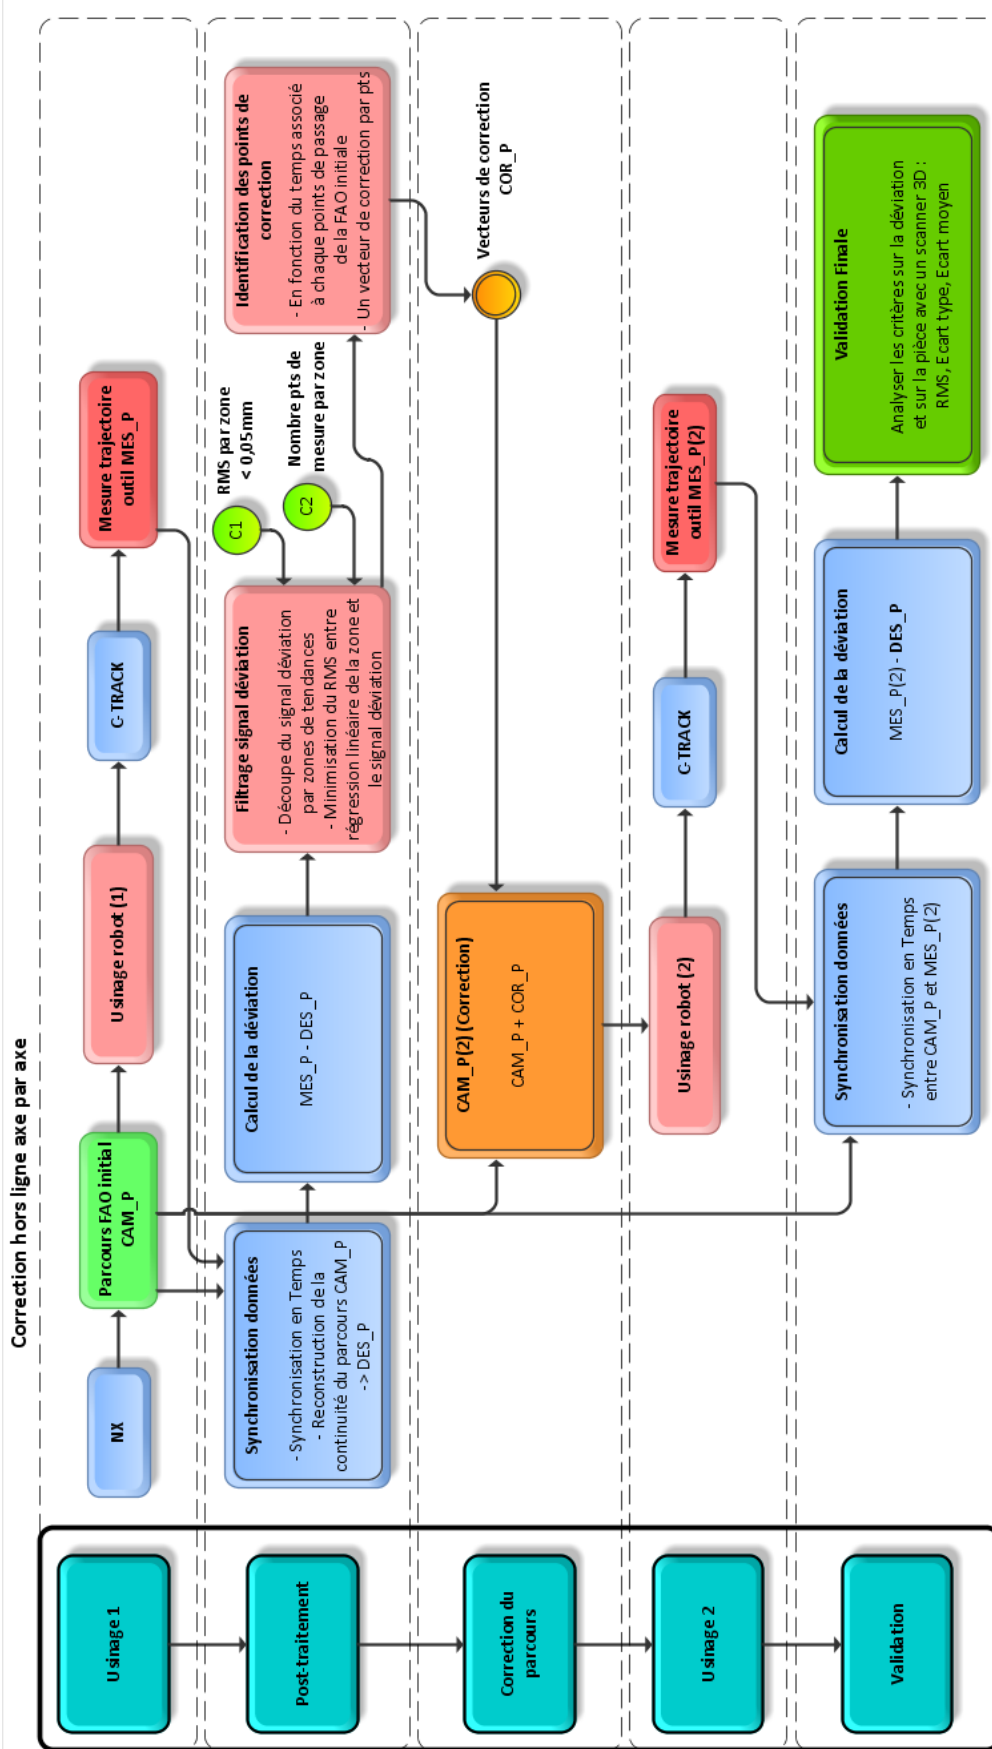 Correction hors ligne axe par axe
Usinage 1
NX
Parcours FAO initial
CAM_P
Usinage robot (1)
C-TRACK
Mesure trajectoire
outil MES_P
Post-traitement
Synchronisation données
- Synchronisation en Temps
- Reconstruction de la
continuité du parcours CAM_P
-> DES_P
Calcul de la déviation
MES_P - DES_P
Filtrage signal déviation
- Découpe du signal déviation
par zones de tendances
- Minimisation du RMS entre
régression linéaire de la zone et
le signal déviation
C1
RMS par zone
< 0,05mm
C2
Nombre pts de
mesure par zone
Identification des points de
correction
- En fonction du temps associé
à chaque points de passage
de la FAO initiale
- Un vecteur de correction par pts
Correction du
parcours
CAM_P(2) (Correction)
CAM_P + COR_P
Vecteurs de correction
COR_P
Usinage 2
Usinage robot (2)
C-TRACK
Mesure trajectoire
outil MES_P(2)
Validation
Synchronisation données
- Synchronisation en Temps
entre CAM_P et MES_P(2)
Calcul de la déviation
MES_P(2) - DES_P
Validation Finale
Analyser les critères sur la déviation
et sur la pièce avec un scanner 3D :
RMS, Ecart type, Ecart moyen